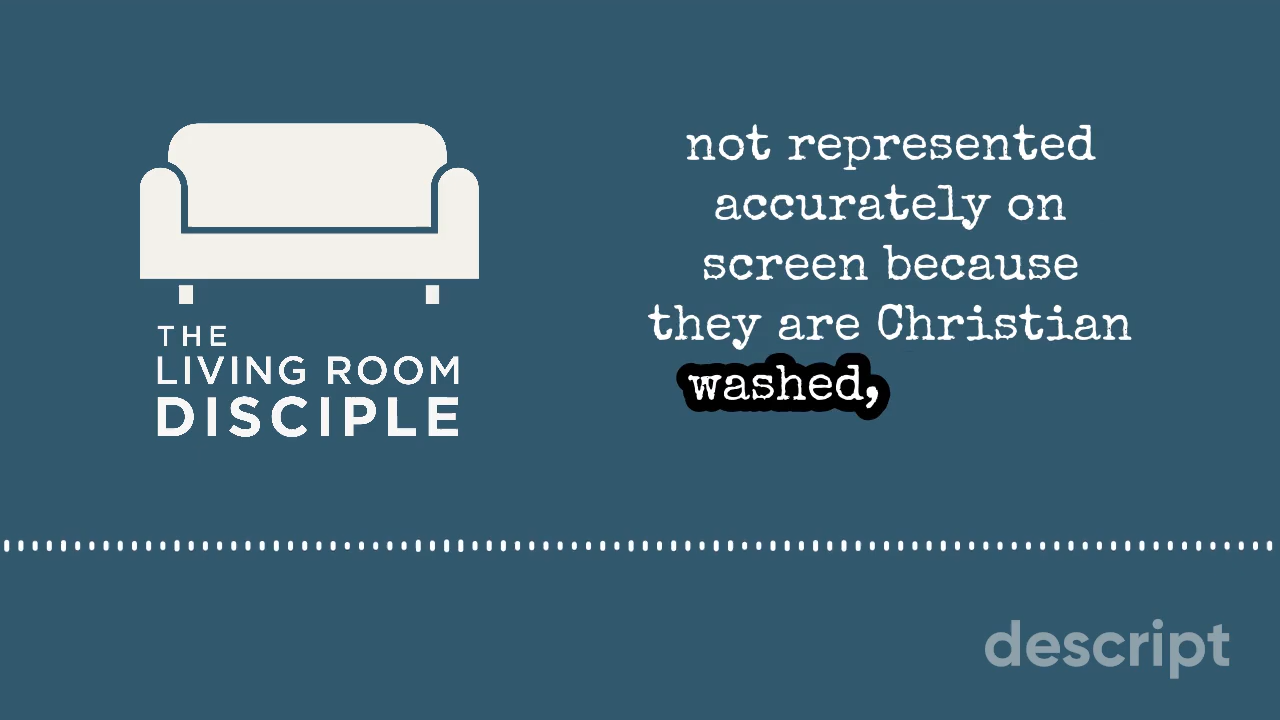 THE
LIVING ROOM
DISCIPLE
not represented
accurately on
screen because
they are Christian
washed,
descript